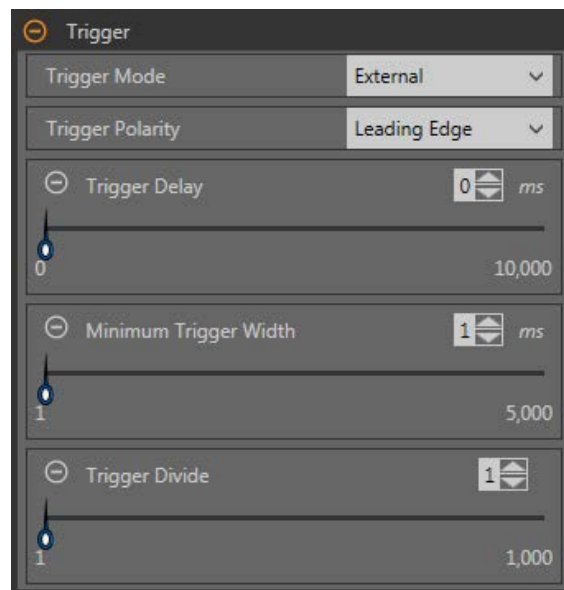 Trigger
Trigger Mode External
Trigger Polarity Leading Edge
Trigger Delay 0 ms
0 10,000
Minimum Trigger Width 1 ms
1 5,000
Trigger Divide 1
1 1,000